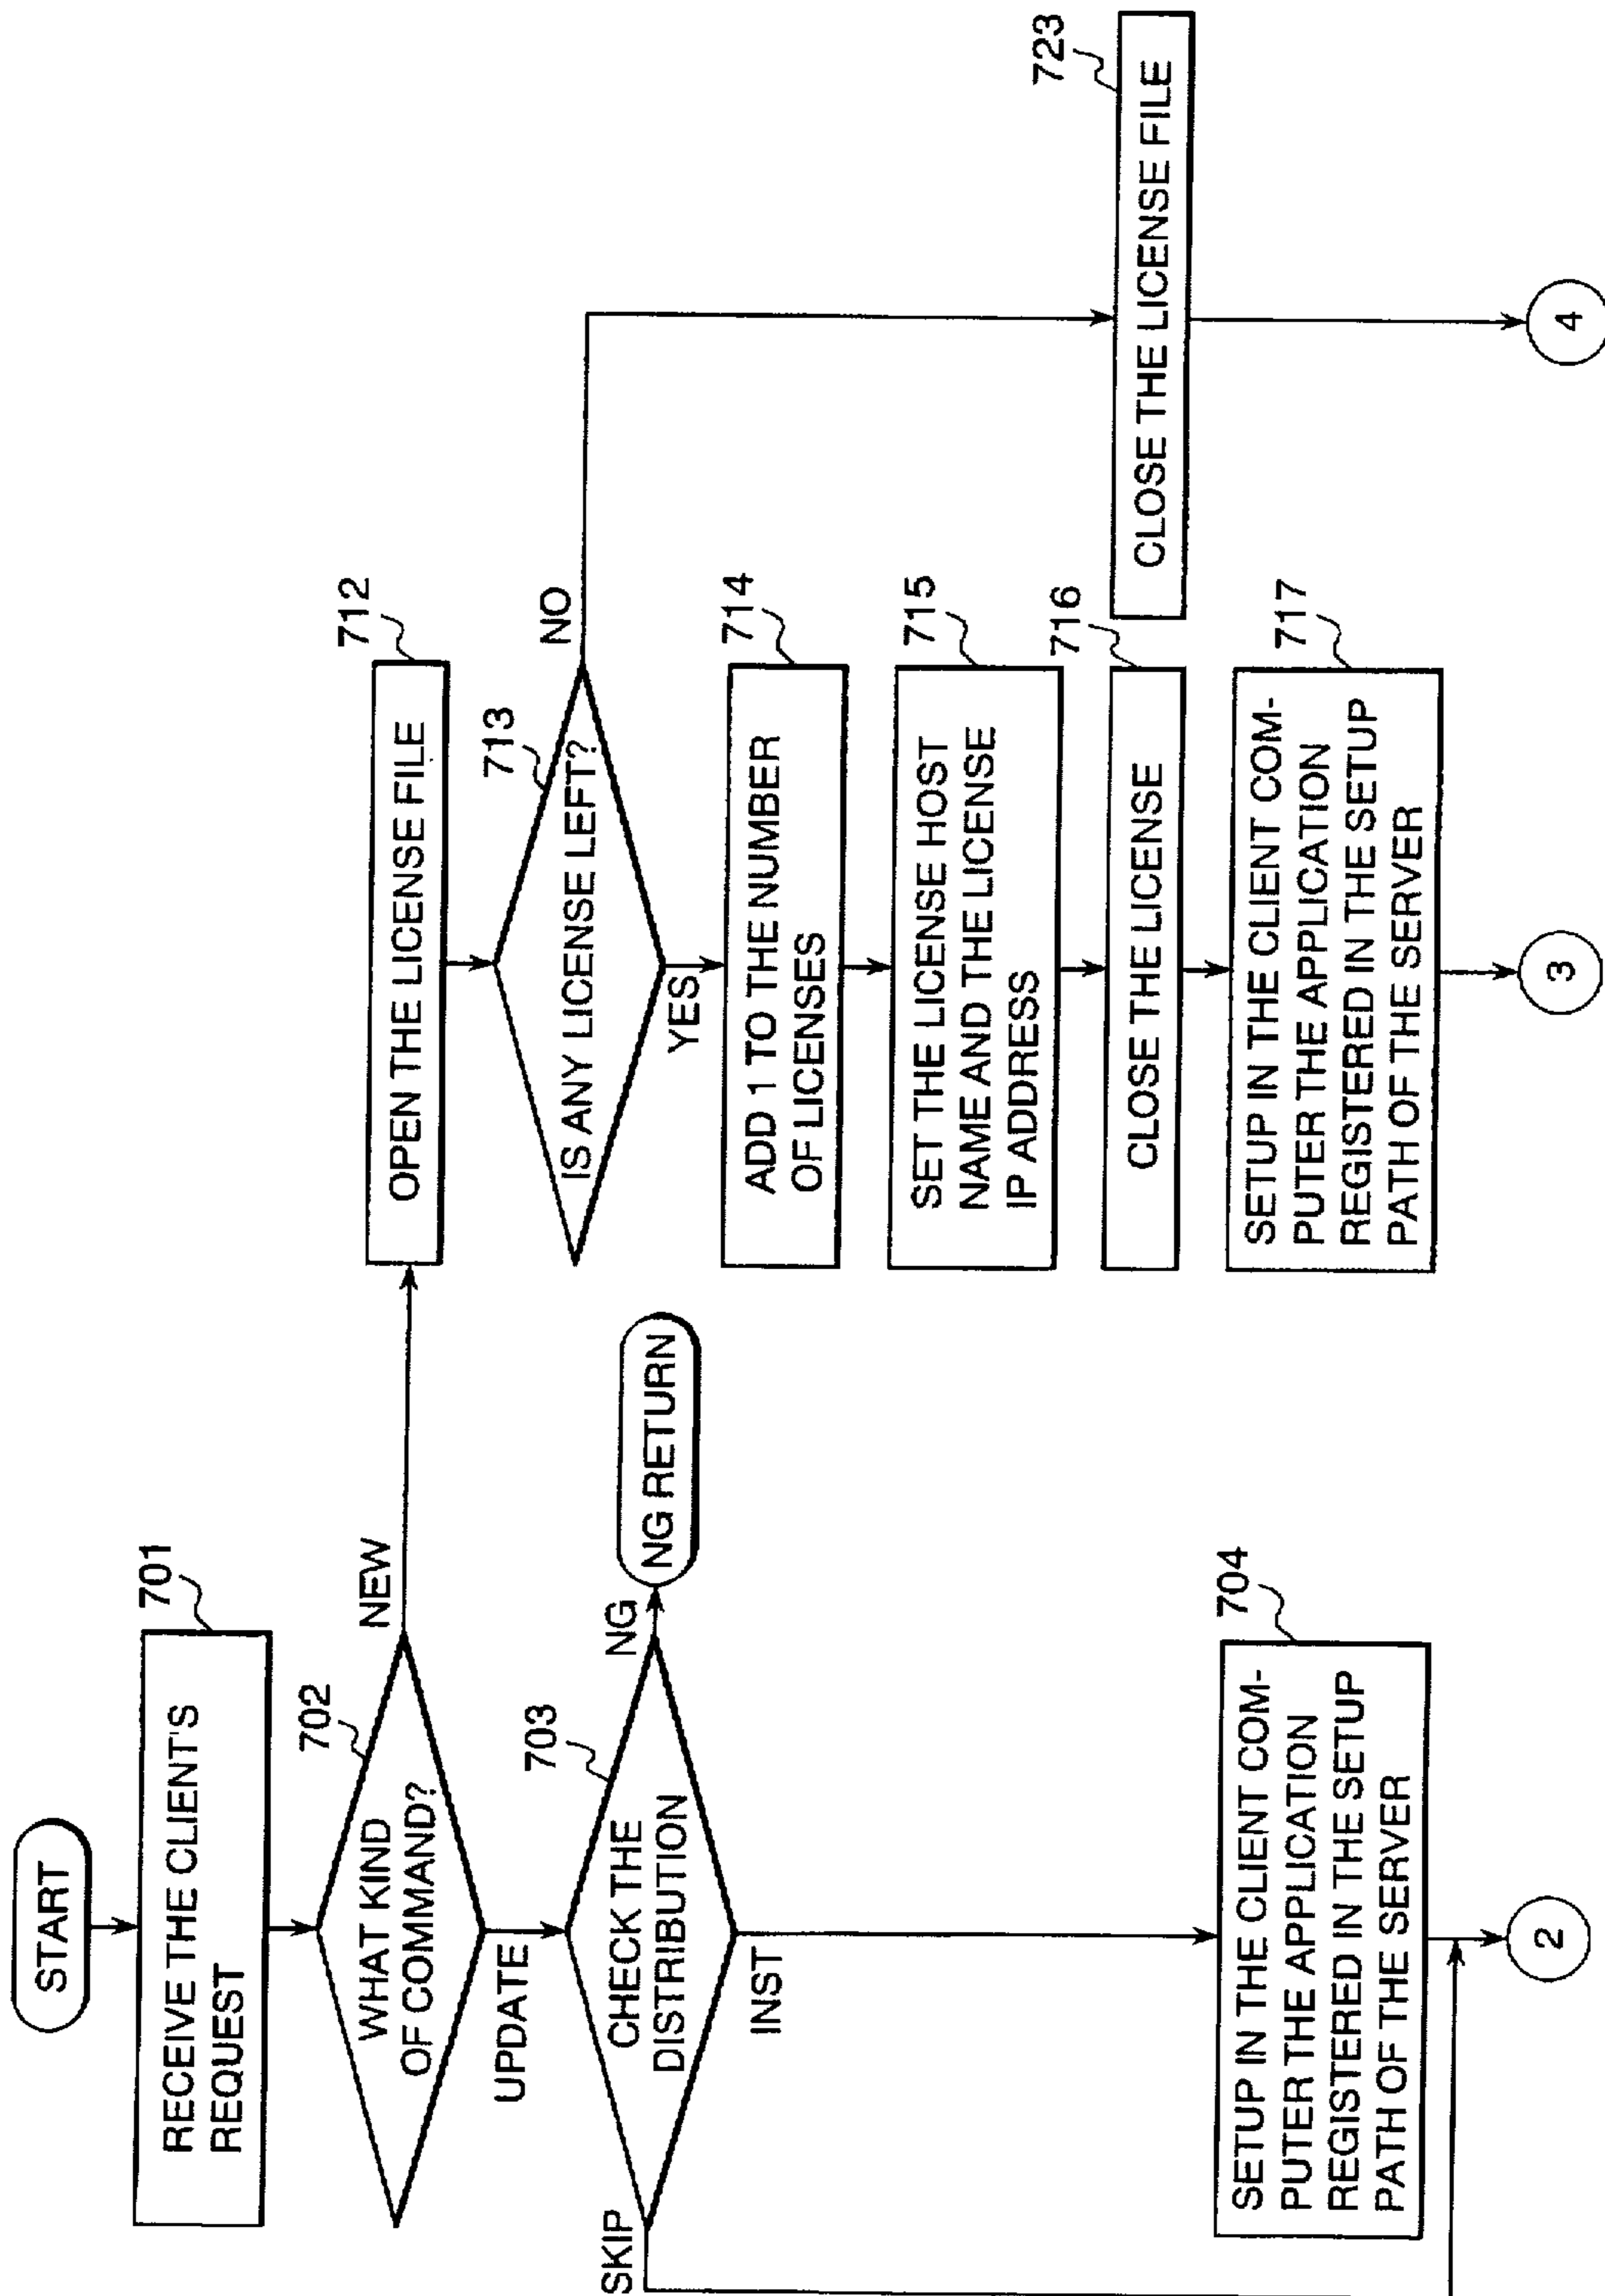 START
701
RECEIVE THE CLIENT'S
REQUEST
702
WHAT KIND
OF COMMAND?
NEW
UPDATE
703
CHECK THE
DISTRIBUTION
NG
NG RETURN
SKIP
INST
704
SETUP IN THE CLIENT COM-
PUTER THE APPLICATION
REGISTERED IN THE SETUP
PATH OF THE SERVER
2
712
OPEN THE LICENSE FILE
713
IS ANY LICENSE LEFT?
NO
YES
714
ADD 1 TO THE NUMBER
OF LICENSES
715
SET THE LICENSE HOST
NAME AND THE LICENSE
IP ADDRESS
716
CLOSE THE LICENSE
717
SETUP IN THE CLIENT COM-
PUTER THE APPLICATION
REGISTERED IN THE SETUP
PATH OF THE SERVER
3
723
CLOSE THE LICENSE FILE
4